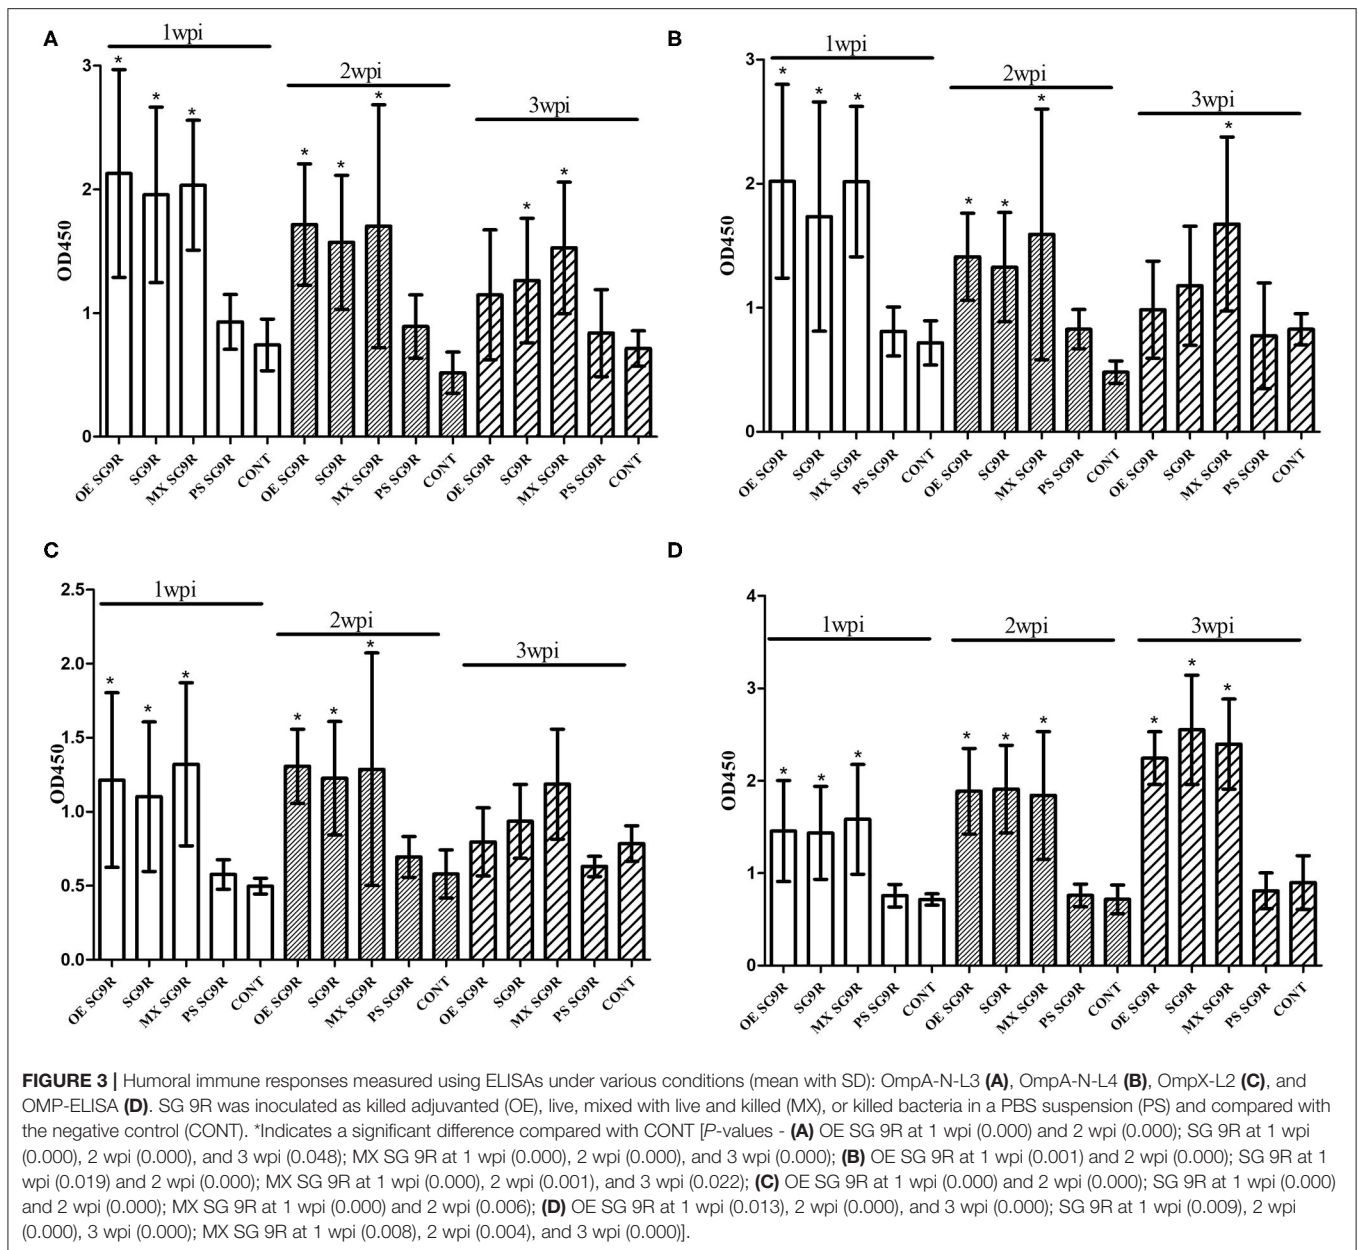 A
1wpi
2wpi
3wpi
3
2
1
0
OD450
OE SG9R
SG9R
MX SG9R
PS SG9R
CONT
OE SG9R
SG9R
MX SG9R
PS SG9R
CONT
OE SG9R
SG9R
MX SG9R
PS SG9R
CONT
* * * * * * * *
B
1wpi
2wpi
3wpi
3
2
1
0
OD450
OE SG9R
SG9R
MX SG9R
PS SG9R
CONT
OE SG9R
SG9R
MX SG9R
PS SG9R
CONT
OE SG9R
SG9R
MX SG9R
PS SG9R
CONT
* * * * * * *
C
1wpi
2wpi
3wpi
2.5
2.0
1.5
1.0
0.5
0.0
OD450
OE SG9R
SG9R
MX SG9R
PS SG9R
CONT
OE SG9R
SG9R
MX SG9R
PS SG9R
CONT
OE SG9R
SG9R
MX SG9R
PS SG9R
CONT
* * * * * *
D
1wpi
2wpi
3wpi
4
3
2
1
0
OD450
OE SG9R
SG9R
MX SG9R
PS SG9R
CONT
OE SG9R
SG9R
MX SG9R
PS SG9R
CONT
OE SG9R
SG9R
MX SG9R
PS SG9R
CONT
* * * * * * * * *
FIGURE 3 | Humoral immune responses measured using ELISAs under various conditions (mean with SD): OmpA-N-L3 (A), OmpA-N-L4 (B), OmpX-L2 (C), and
OMP-ELISA (D). SG 9R was inoculated as killed adjuvanted (OE), live, mixed with live and killed (MX), or killed bacteria in a PBS suspension (PS) and compared with
the negative control (CONT). *Indicates a significant difference compared with CONT [P-values - (A) OE SG 9R at 1 wpi (0.000) and 2 wpi (0.000); SG 9R at 1 wpi
(0.000), 2 wpi (0.000), and 3 wpi (0.048); MX SG 9R at 1 wpi (0.000), 2 wpi (0.000), and 3 wpi (0.000); (B) OE SG 9R at 1 wpi (0.001) and 2 wpi (0.000); SG 9R at 1
wpi (0.019) and 2 wpi (0.000); MX SG 9R at 1 wpi (0.000), 2 wpi (0.001), and 3 wpi (0.022); (C) OE SG 9R at 1 wpi (0.000) and 2 wpi (0.000); SG 9R at 1 wpi (0.000)
and 2 wpi (0.000); MX SG 9R at 1 wpi (0.000) and 2 wpi (0.006); (D) OE SG 9R at 1 wpi (0.013), 2 wpi (0.000), and 3 wpi (0.000); SG 9R at 1 wpi (0.009), 2 wpi
(0.000), 3 wpi (0.000); MX SG 9R at 1 wpi (0.008), 2 wpi (0.004), and 3 wpi (0.000)].